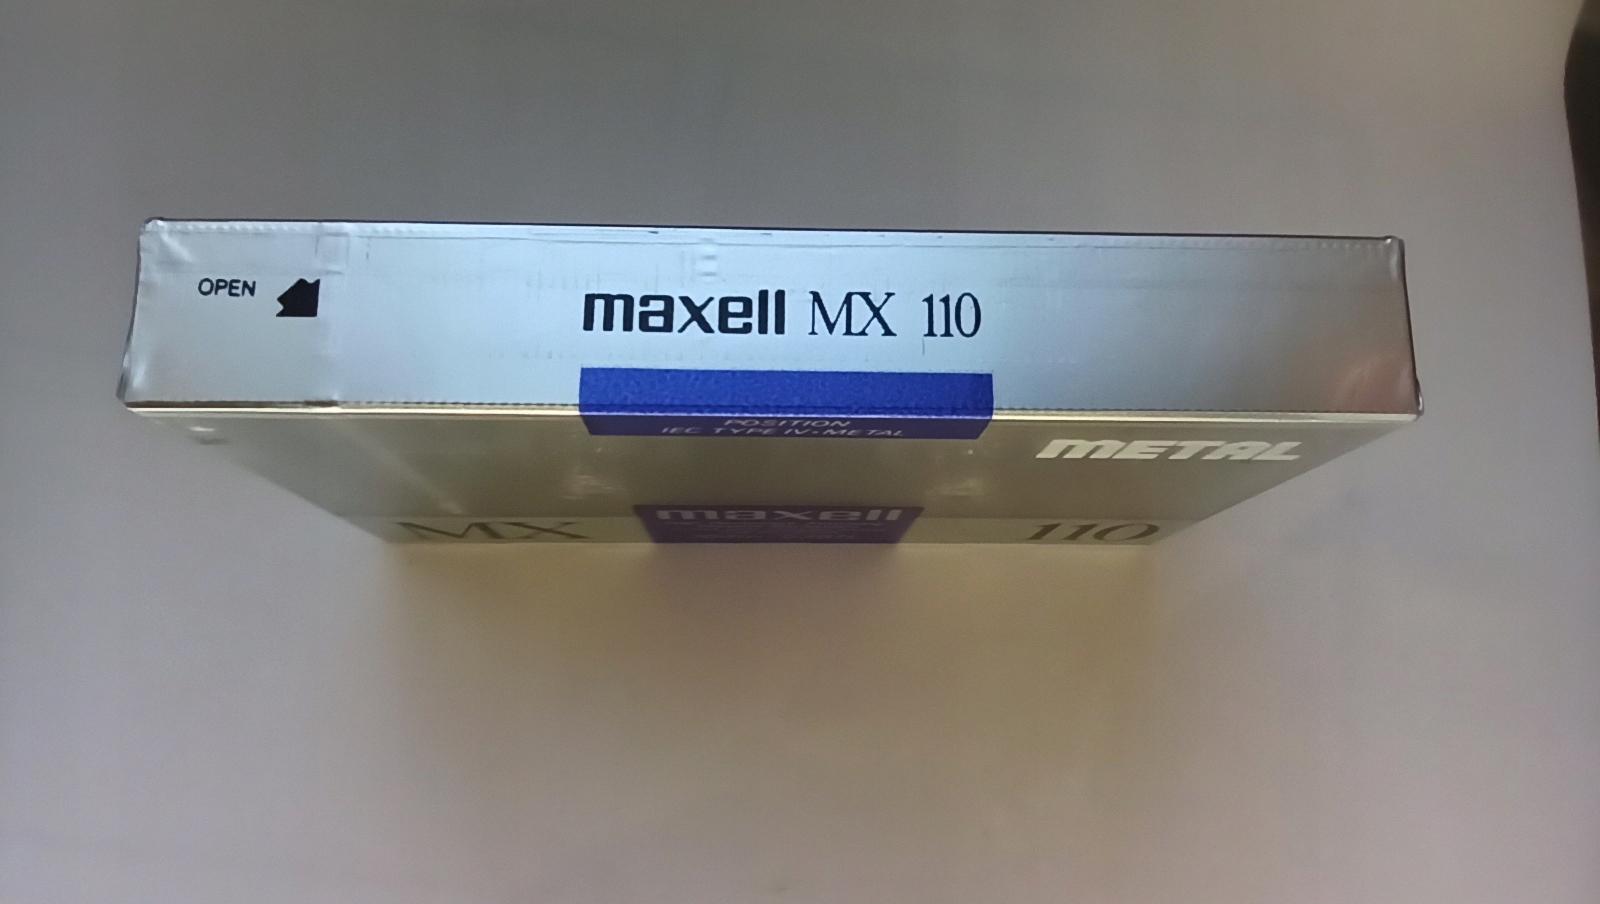 OPEN
maxell MX 110
POSITION
IEC TYPE IV•METAL
METAL
maxell
MX
110